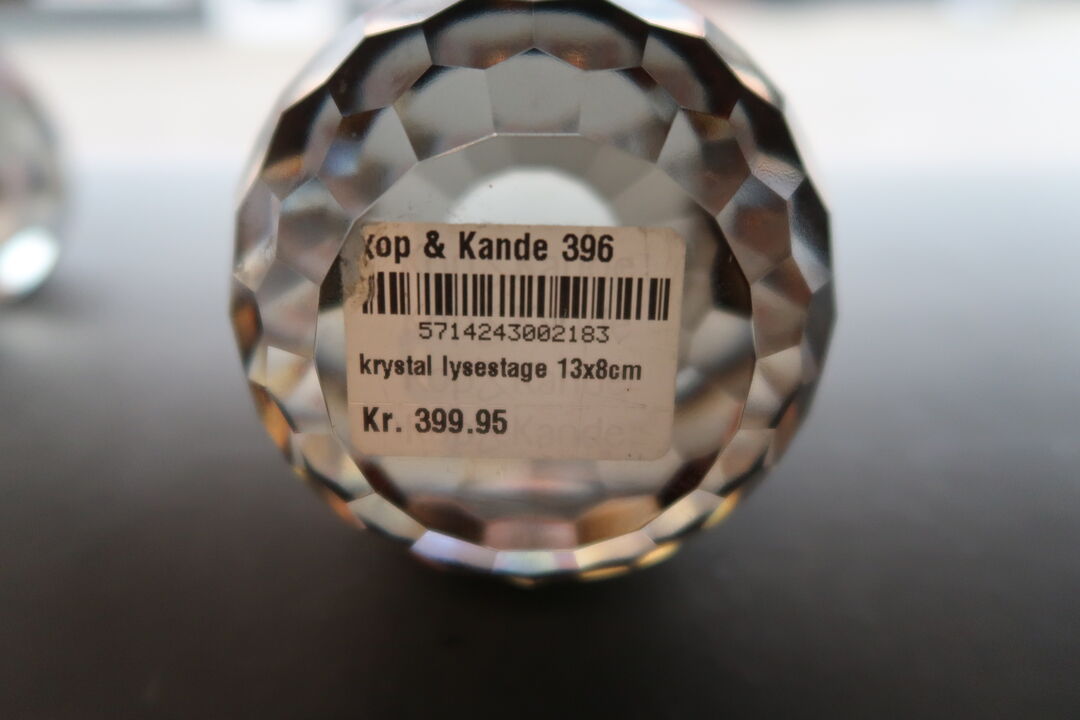 Kop & Kande 396
5714243002183
krystal lysestage 13x8cm
Kr. 399.95